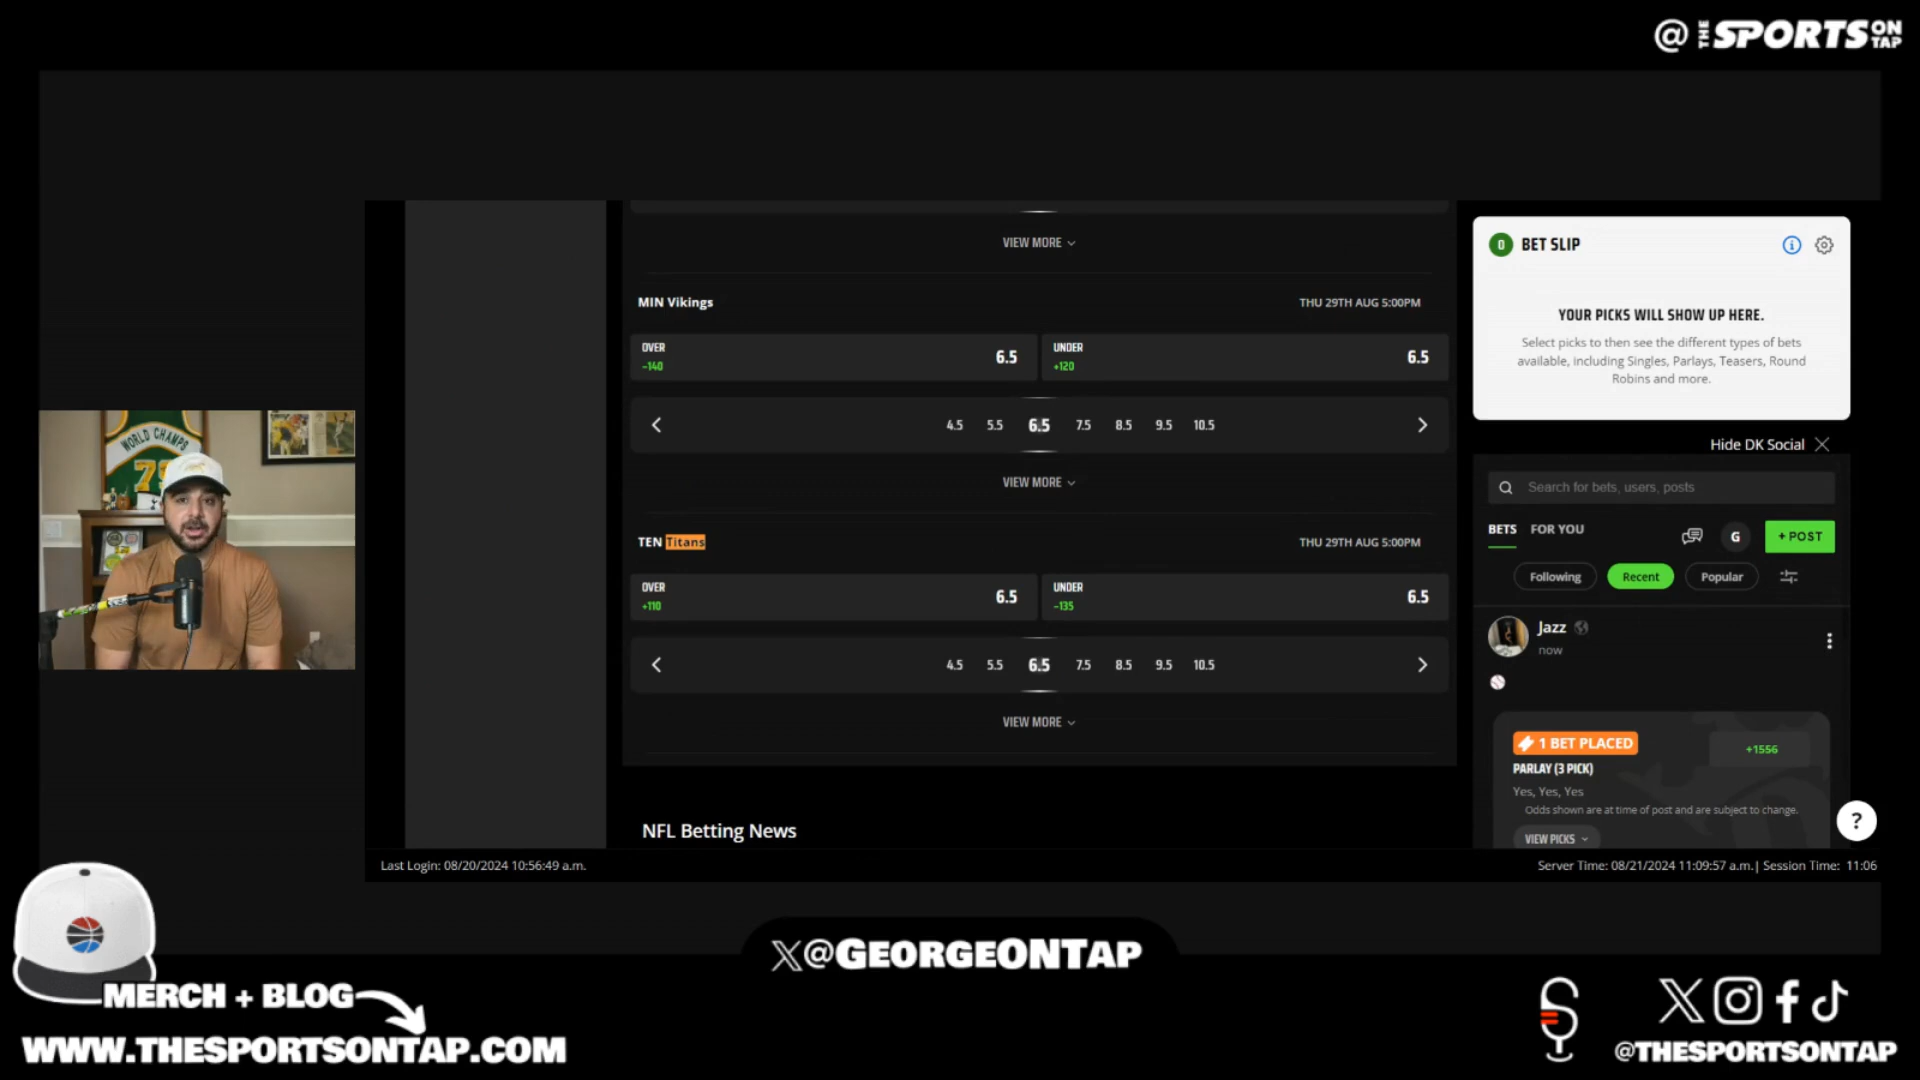 @THE SPORTS ON TAP
VIEW MORE
MIN Vikings
THU 29TH AUG 5:00PM
OVER
-140
6.5
UNDER
+120
6.5
4.5 5.5 6.5 7.5 8.5 9.5 10.5
VIEW MORE
TEN Titans
THU 29TH AUG 5:00PM
OVER
+110
6.5
UNDER
-135
6.5
4.5 5.5 6.5 7.5 8.5 9.5 10.5
VIEW MORE
NFL Betting News
0 BET SLIP
YOUR PICKS WILL SHOW UP HERE.
Select picks to then see the different types of bets
available, including Singles, Parlays, Teasers, Round
Robins and more.
Hide DK Social
Search for bets, users, posts
BETS FOR YOU
G
+ POST
Following Recent Popular
Jazz
now
1 BET PLACED
+1556
PARLAY (3 PICK)
Yes, Yes, Yes
Odds shown are at time of post and are subject to change.
VIEW PICKS
?
Last Login: 08/20/2024 10:56:49 a.m.
Server Time: 08/21/2024 11:09:57 a.m.| Session Time: 11:06
WORLD CHAMPS
79
X@GEORGEONTAP
MERCH + BLOG
WWW.THESPORTSONTAP.COM
@THESPORTSONTAP